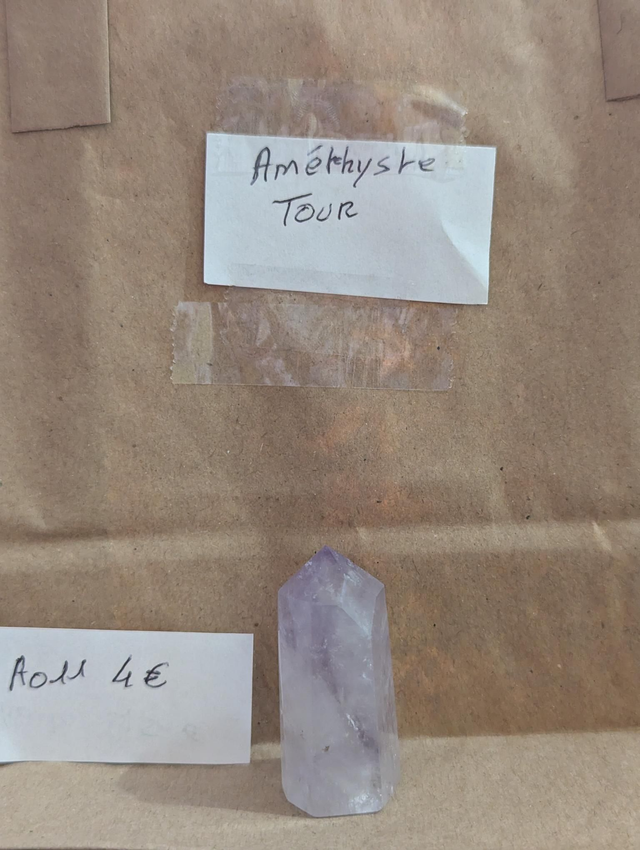 Améthyste
TOUR
A011 4€